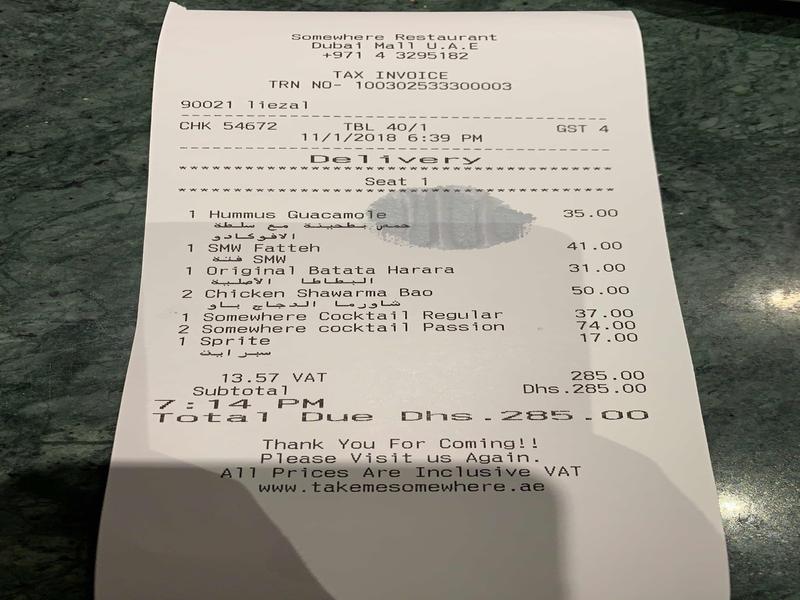 Somewhere Restaurant
Dubai Mall U.A.E
+971 4 3295182
TAX INVOICE
TRN NO- 100302533300003
90021 liezal
CHK 54672 TBL 40/1 GST 4
11/1/2018 6:39 PM
Delivery
Seat 1
1 Hummus Guacamole 35.00
حمص بطحينة مع سلطة
الافوكادو
1 SMW Fatteh 41.00
فتة SMW
1 Original Batata Harara 31.00
البطاطا الأصلية
2 Chicken Shawarma Bao 50.00
شاورما الدجاج باو
1 Somewhere Cocktail Regular 37.00
2 Somewhere cocktail Passion 74.00
1 Sprite 17.00
سبرايت
13.57 VAT 285.00
Subtotal Dhs.285.00
7:14 PM
Total Due Dhs.285.00
Thank You For Coming!!
Please Visit us Again.
All Prices Are Inclusive VAT
www.takemesomewhere.ae